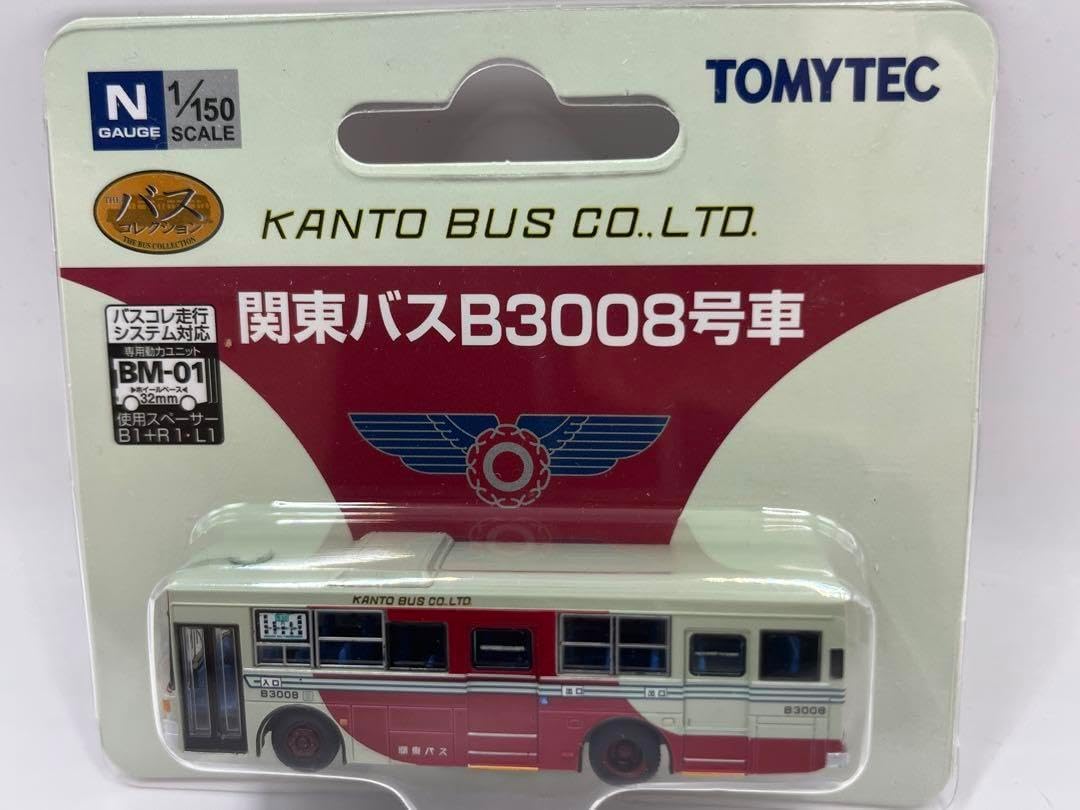 N
GAUGE
1/150
SCALE
TOMYTEC
THE
バス
コレクション
THE BUS COLLECTION
KANTO BUS CO.,LTD.
関東バスB3008号車
バスコレ走行
システム対応
専用動力ユニット
BM-01
▶ホイールベース◀
32mm
使用スペーサー
B1+R1・L1
KANTO BUS CO.,LTD.
入口
B3008
出口
出口
B3008
関東バス